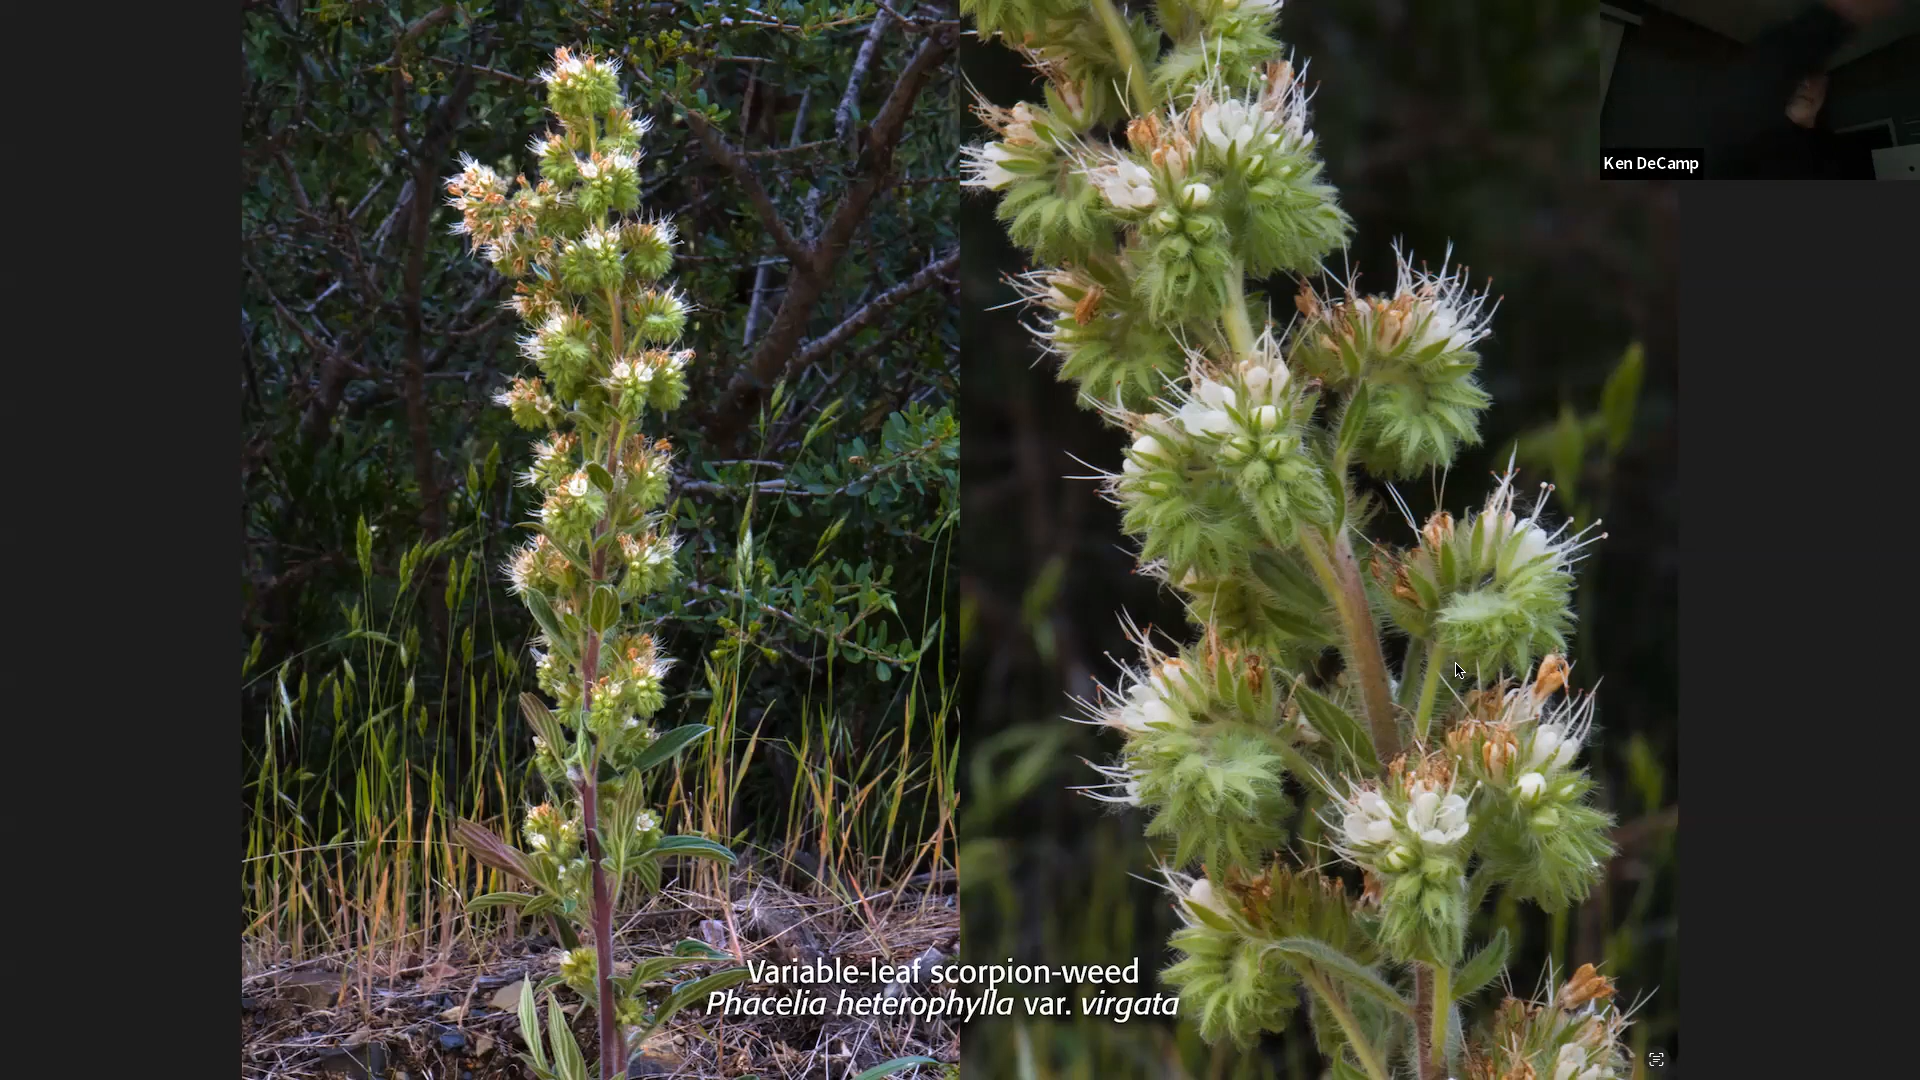 Ken DeCamp
Variable-leaf scorpion-weed
Phacelia heterophylla var. virgata